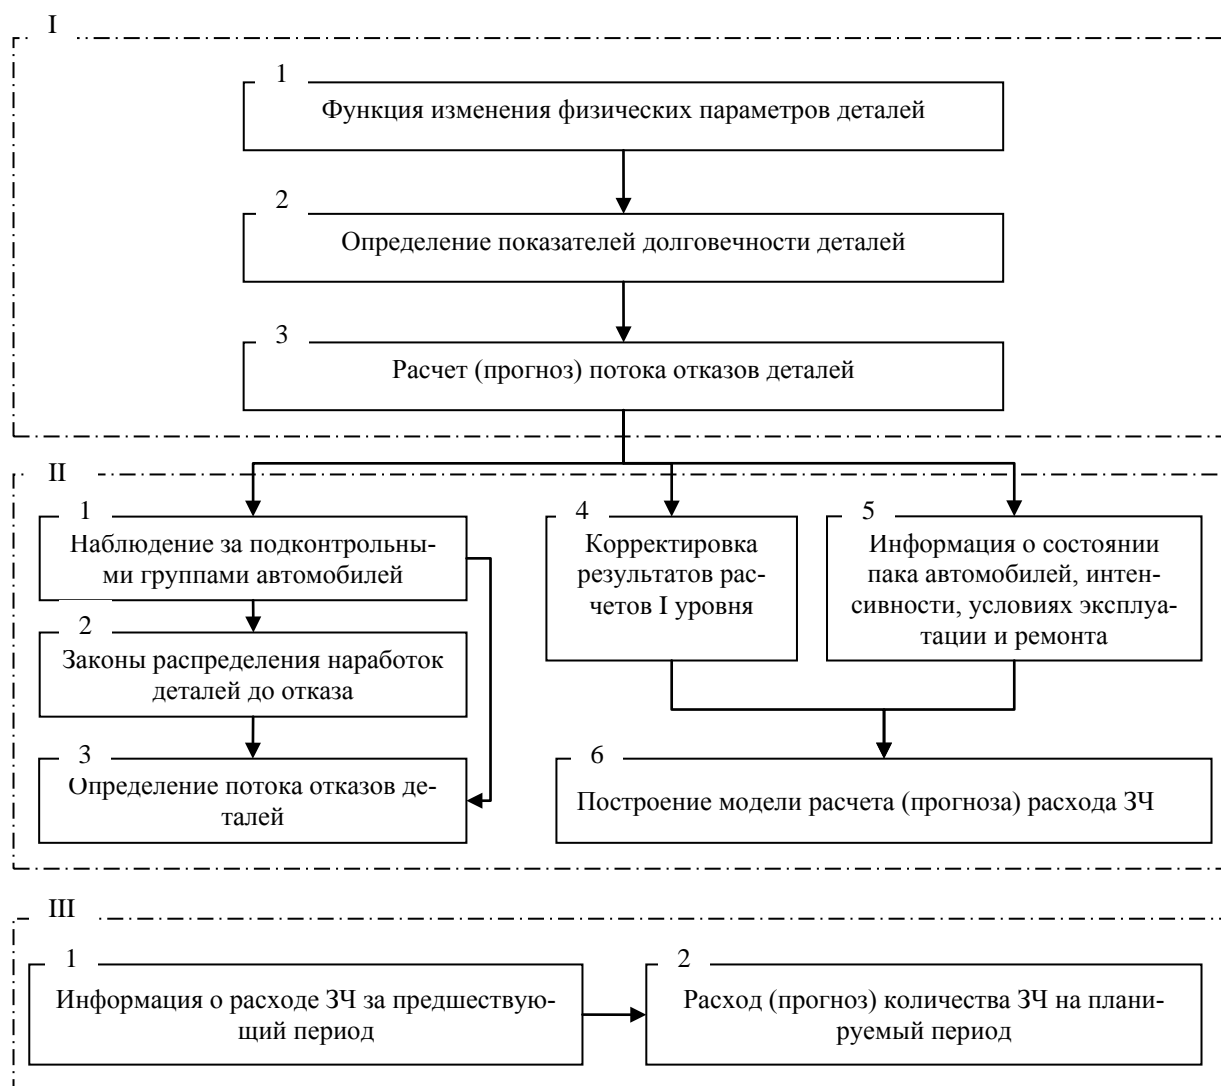 I
1
Функция изменения физических параметров деталей
2
Определение показателей долговечности деталей
3
Расчет (прогноз) потока отказов деталей
II
1
Наблюдение за подконтрольны-
ми группами автомобилей
2
Законы распределения наработок
деталей до отказа
3
Определение потока отказов де-
талей
4
Корректировка
результатов рас-
четов I уровня
5
Информация о состоянии
пака автомобилей, интен-
сивности, условиях эксплуа-
тации и ремонта
6
Построение модели расчета (прогноза) расхода ЗЧ
III
1
Информация о расходе ЗЧ за предшествую-
щий период
2
Расход (прогноз) количества ЗЧ на плани-
руемый период